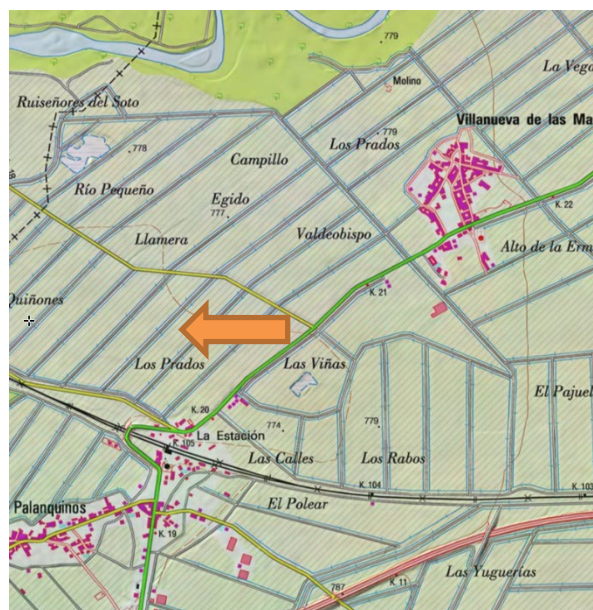 779
Molino
La Vega
Ruiseñores del Soto
Villanueva de las Ma
779
Los Prados
778
Campillo
Río Pequeño
Egido
777
K. 22
Llamera
Valdeobispo
Alto de la Erm
Quiñones
K. 21
Los Prados
Las Viñas
El Pajuel
K. 20
La Estación
774
779
K. 105
Las Calles
Los Rabos
K. 104
K. 103
Palanquinos
El Polear
K. 19
Las Yuguerías
K. 11
787